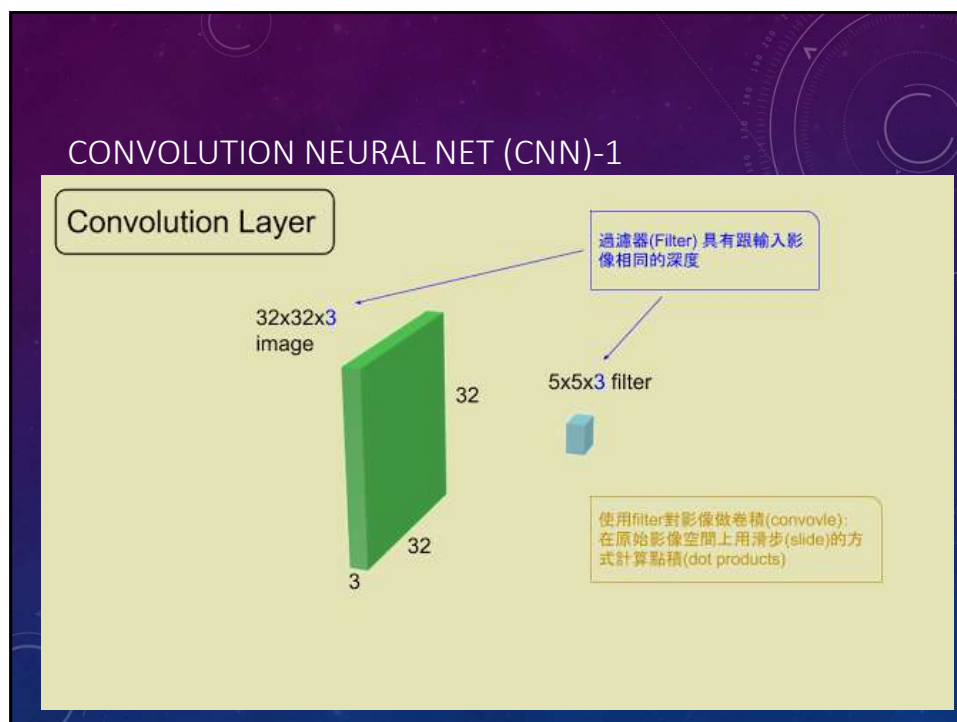 CONVOLUTION NEURAL NET (CNN)-1
Convolution Layer
過濾器(Filter) 具有跟輸入影
像相同的深度
32x32x3
image
32
5x5x3 filter
32
3
使用filter對影像做卷積(convovle):
在原始影像空間上用滑步(slide)的方
式計算點積(dot products)